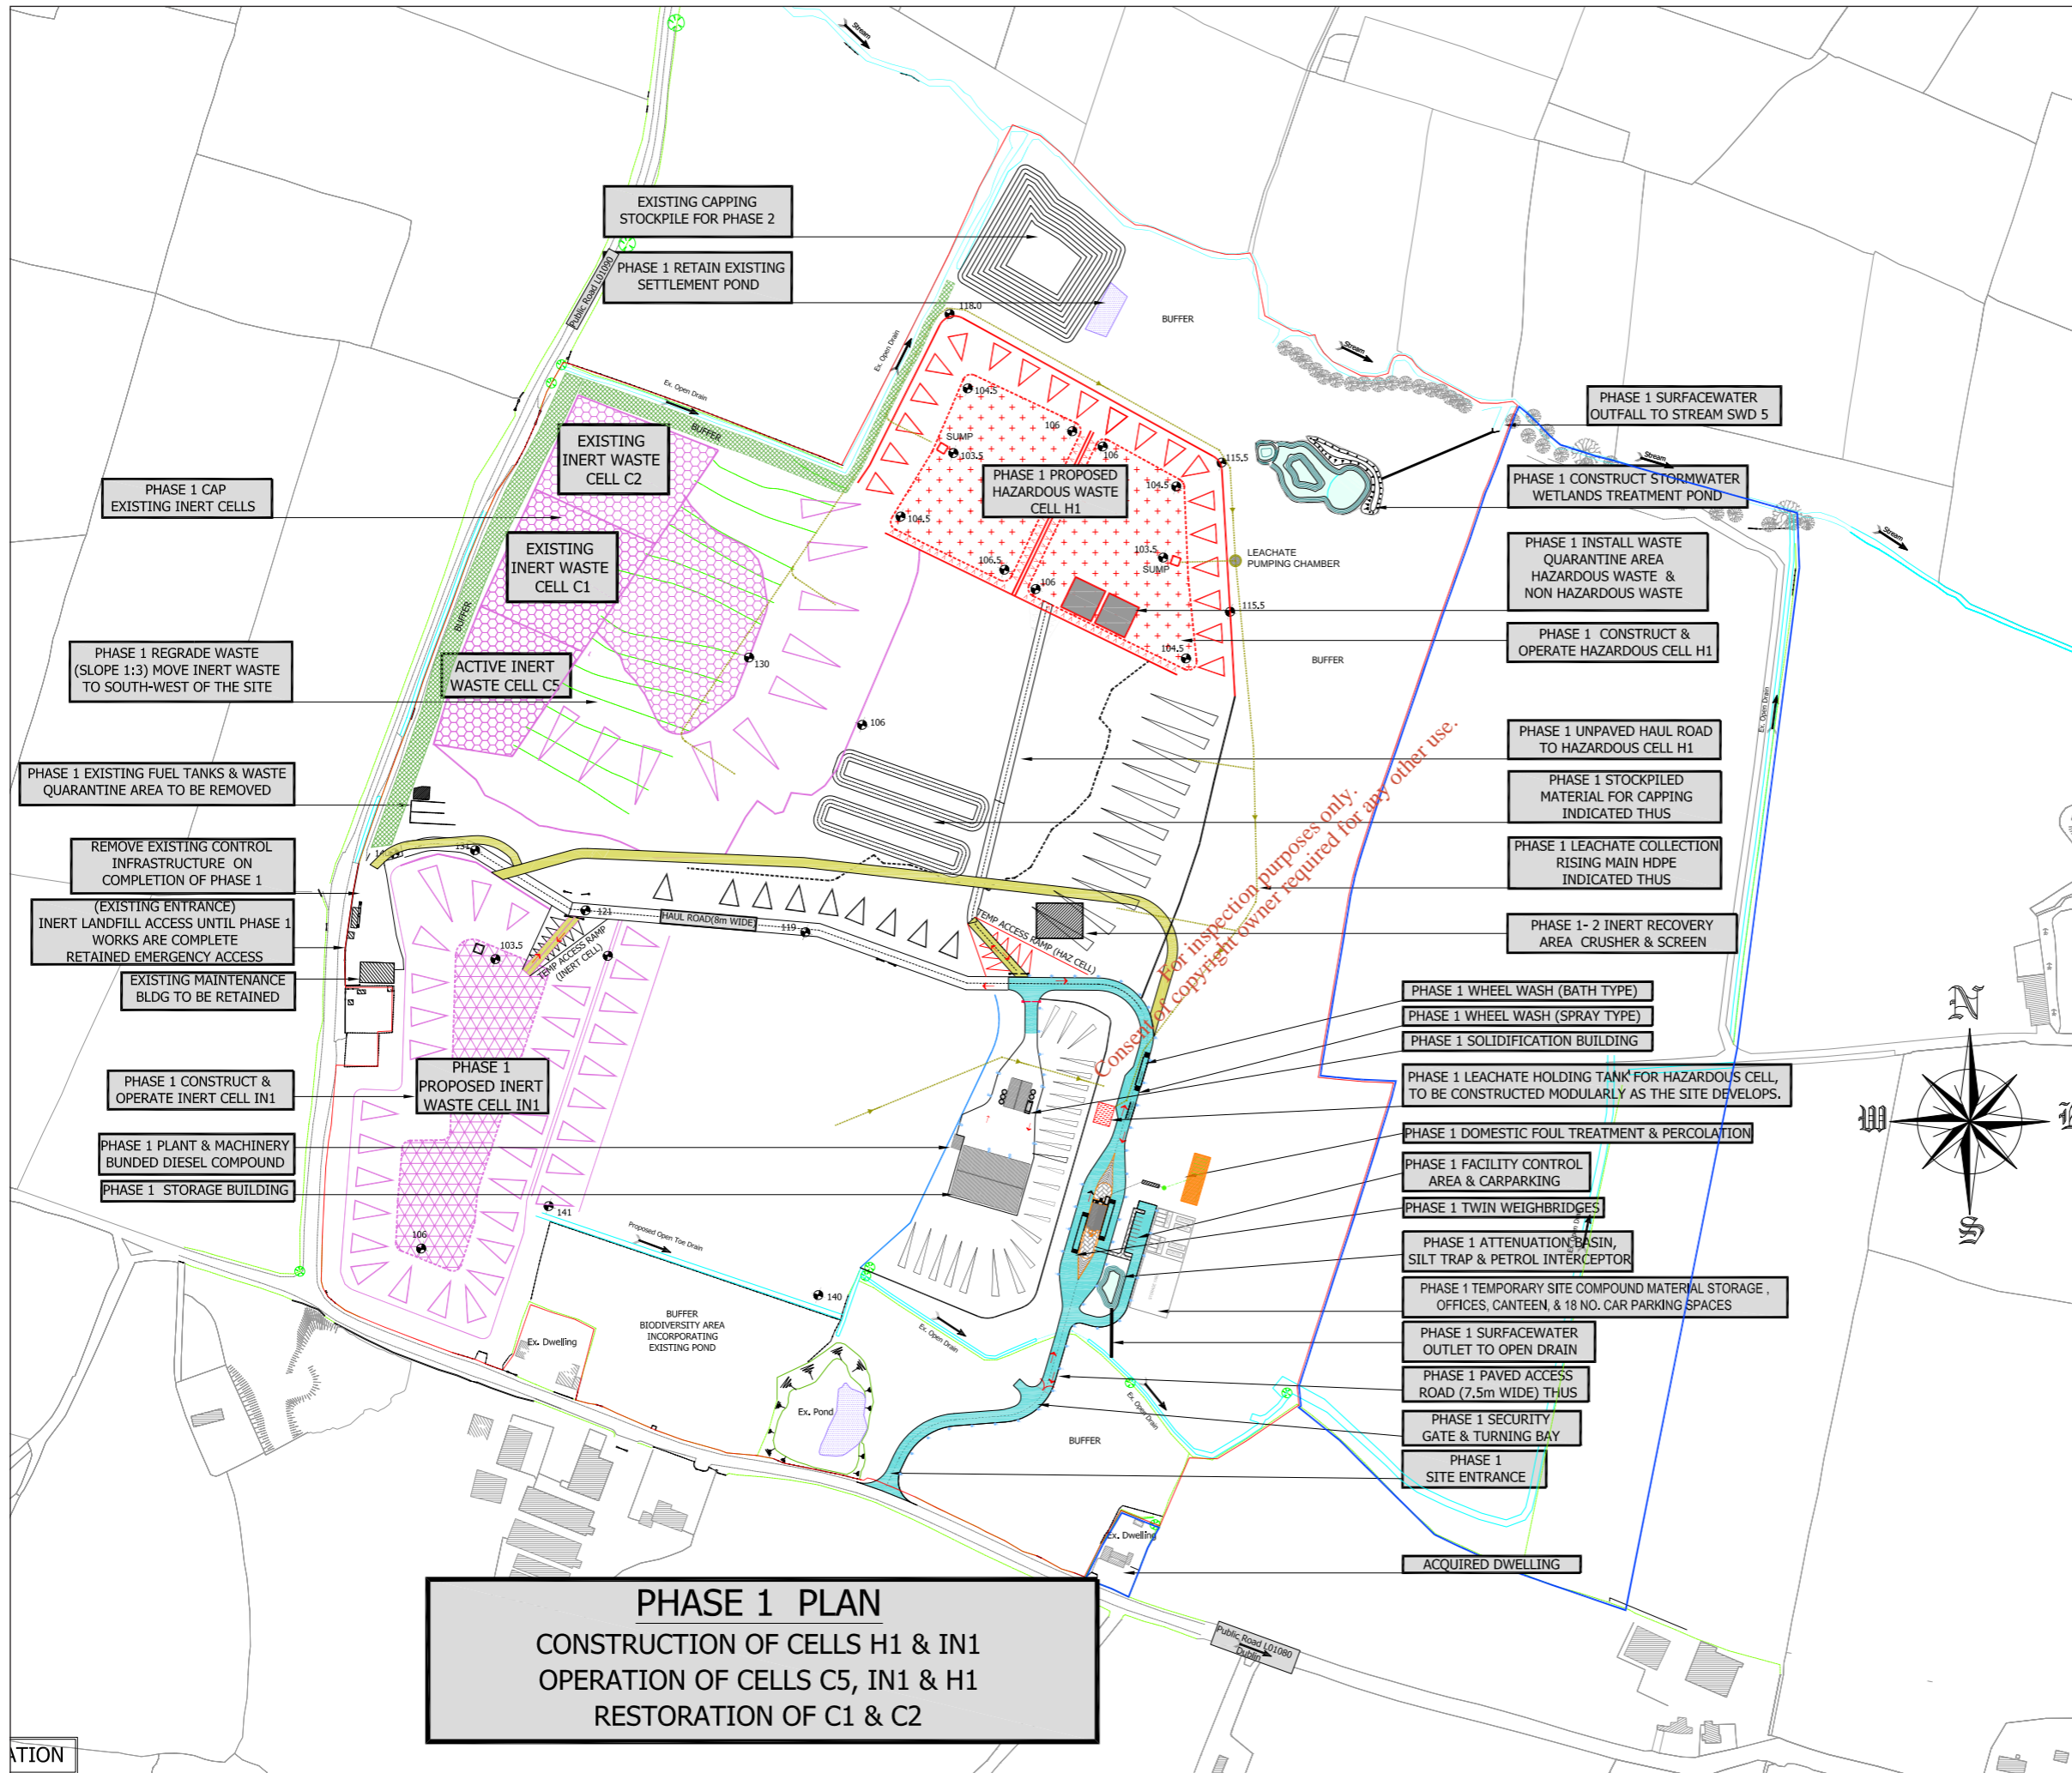 Stream
EXISTING CAPPING
STOCKPILE FOR PHASE 2
PHASE 1 RETAIN EXISTING
SETTLEMENT POND
Public Road L01090
118.0
BUFFER
Ex. Open Drain
Stream
Ex. Open Drain
BUFFER
104.5
106
SUMP
103.5
106
115.5
104.5
PHASE 1 SURFACEWATER
OUTFALL TO STREAM SWD 5
EXISTING
INERT WASTE
CELL C2
PHASE 1 PROPOSED
HAZARDOUS WASTE
CELL H1
Stream
PHASE 1 CONSTRUCT STORMWATER
WETLANDS TREATMENT POND
PHASE 1 CAP
EXISTING INERT CELLS
104.5
Stream
EXISTING
INERT WASTE
CELL C1
106.5
103.5
SUMP
106
LEACHATE
PUMPING CHAMBER
PHASE 1 INSTALL WASTE
QUARANTINE AREA
HAZARDOUS WASTE &
NON HAZARDOUS WASTE
115.5
BUFFER
PHASE 1 CONSTRUCT &
OPERATE HAZARDOUS CELL H1
104.5
BUFFER
PHASE 1 REGRADE WASTE
(SLOPE 1:3) MOVE INERT WASTE
TO SOUTH-WEST OF THE SITE
ACTIVE INERT
WASTE CELL C5
130
106
Ex. Open Drain
PHASE 1 UNPAVED HAUL ROAD
TO HAZARDOUS CELL H1
PHASE 1 EXISTING FUEL TANKS & WASTE
QUARANTINE AREA TO BE REMOVED
PHASE 1 STOCKPILED
MATERIAL FOR CAPPING
INDICATED THUS
For inspection purposes only.
Consent of copyright owner required for any other use.
REMOVE EXISTING CONTROL
INFRASTRUCTURE ON
COMPLETION OF PHASE 1
131
PHASE 1 LEACHATE COLLECTION
RISING MAIN HDPE
INDICATED THUS
(EXISTING ENTRANCE)
INERT LANDFILL ACCESS UNTIL PHASE 1
WORKS ARE COMPLETE
RETAINED EMERGENCY ACCESS
121
HAUL ROAD(8m WIDE)
119
TEMP ACCESS RAMP (HAZ CELL)
PHASE 1- 2 INERT RECOVERY
AREA CRUSHER & SCREEN
103.5
TEMP ACCESS RAMP
(INERT CELL)
EXISTING MAINTENANCE
BLDG TO BE RETAINED
PHASE 1 WHEEL WASH (BATH TYPE)
PHASE 1 WHEEL WASH (SPRAY TYPE)
PHASE 1 SOLIDIFICATION BUILDING
N
W
S
PHASE 1 CONSTRUCT &
OPERATE INERT CELL IN1
PHASE 1
PROPOSED INERT
WASTE CELL IN1
PHASE 1 LEACHATE HOLDING TANK FOR HAZARDOUS CELL,
TO BE CONSTRUCTED MODULARLY AS THE SITE DEVELOPS.
PHASE 1 DOMESTIC FOUL TREATMENT & PERCOLATION
PHASE 1 PLANT & MACHINERY
BUNDED DIESEL COMPOUND
PHASE 1 FACILITY CONTROL
AREA & CARPARKING
PHASE 1 STORAGE BUILDING
PHASE 1 TWIN WEIGHBRIDGES
141
106
Proposed Open Toe Drain
PHASE 1 ATTENUATION BASIN,
SILT TRAP & PETROL INTERCEPTOR
140
PHASE 1 TEMPORARY SITE COMPOUND MATERIAL STORAGE ,
OFFICES, CANTEEN, & 18 NO. CAR PARKING SPACES
BUFFER
BIODIVERSITY AREA
INCORPORATING
EXISTING POND
Ex. Dwelling
Ex. Open Drain
PHASE 1 SURFACEWATER
OUTLET TO OPEN DRAIN
PHASE 1 PAVED ACCESS
ROAD (7.5m WIDE) THUS
Ex. Open Drain
Ex. Pond
PHASE 1 SECURITY
GATE & TURNING BAY
BUFFER
PHASE 1
SITE ENTRANCE
Ex. Dwelling
ACQUIRED DWELLING
PHASE 1 PLAN
CONSTRUCTION OF CELLS H1 & IN1
OPERATION OF CELLS C5, IN1 & H1
RESTORATION OF C1 & C2
Public Road L01080
Dublin
ATION